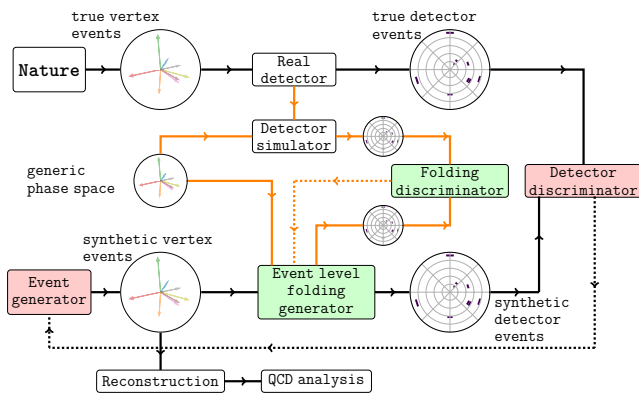 true vertex
events
true detector
events
Nature
Real
detector
Detector
simulator
generic
phase space
Folding
discriminator
Detector
discriminator
synthetic vertex
events
Event
generator
Event level
folding
generator
synthetic
detector
events
Reconstruction
QCD analysis